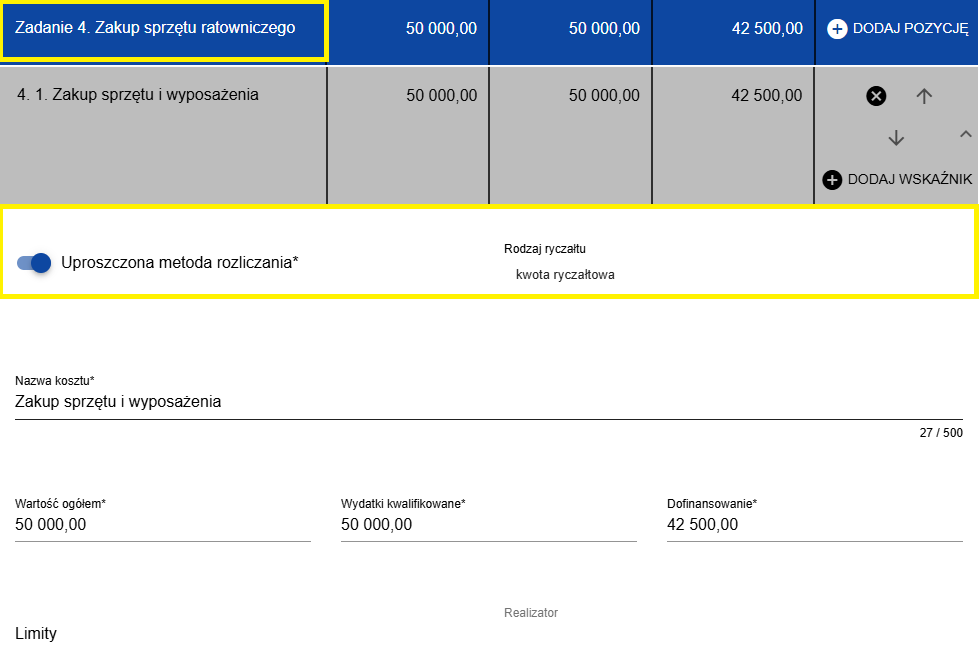 Zadanie 4. Zakup sprzętu ratowniczego 50 000,00 50 000,00 42 500,00 DODAJ POZYCJĘ
4. 1. Zakup sprzętu i wyposażenia 50 000,00 50 000,00 42 500,00
DODAJ WSKAŹNIK
Rodzaj ryczałtu
Uproszczona metoda rozliczania*
kwota ryczałtowa
Nazwa kosztu*
Zakup sprzętu i wyposażenia
27 / 500
Wartość ogółem* Wydatki kwalifikowane* Dofinansowanie*
50 000,00 50 000,00 42 500,00
Realizator
Limity